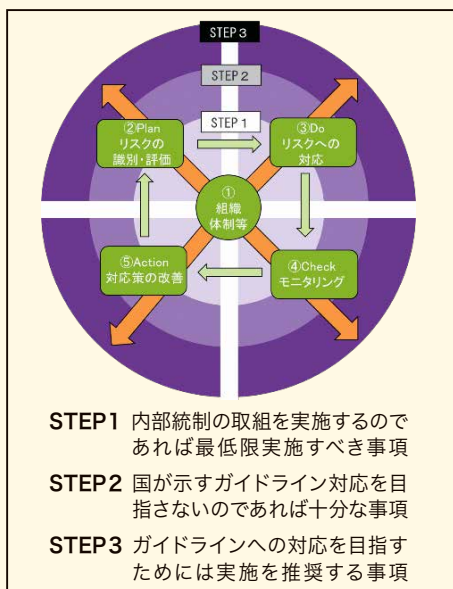 STEP3
STEP2
STEP1
②Plan
リスクの
識別・評価
③Do
リスクへの
対応
①
組織
体制等
⑤Action
対応策の改善
④Check
モニタリング
STEP1 内部統制の取組を実施するので
あれば最低限実施すべき事項
STEP2 国が示すガイドライン対応を目
指さないのであれば十分な事項
STEP3 ガイドラインへの対応を目指す
ためには実施を推奨する事項